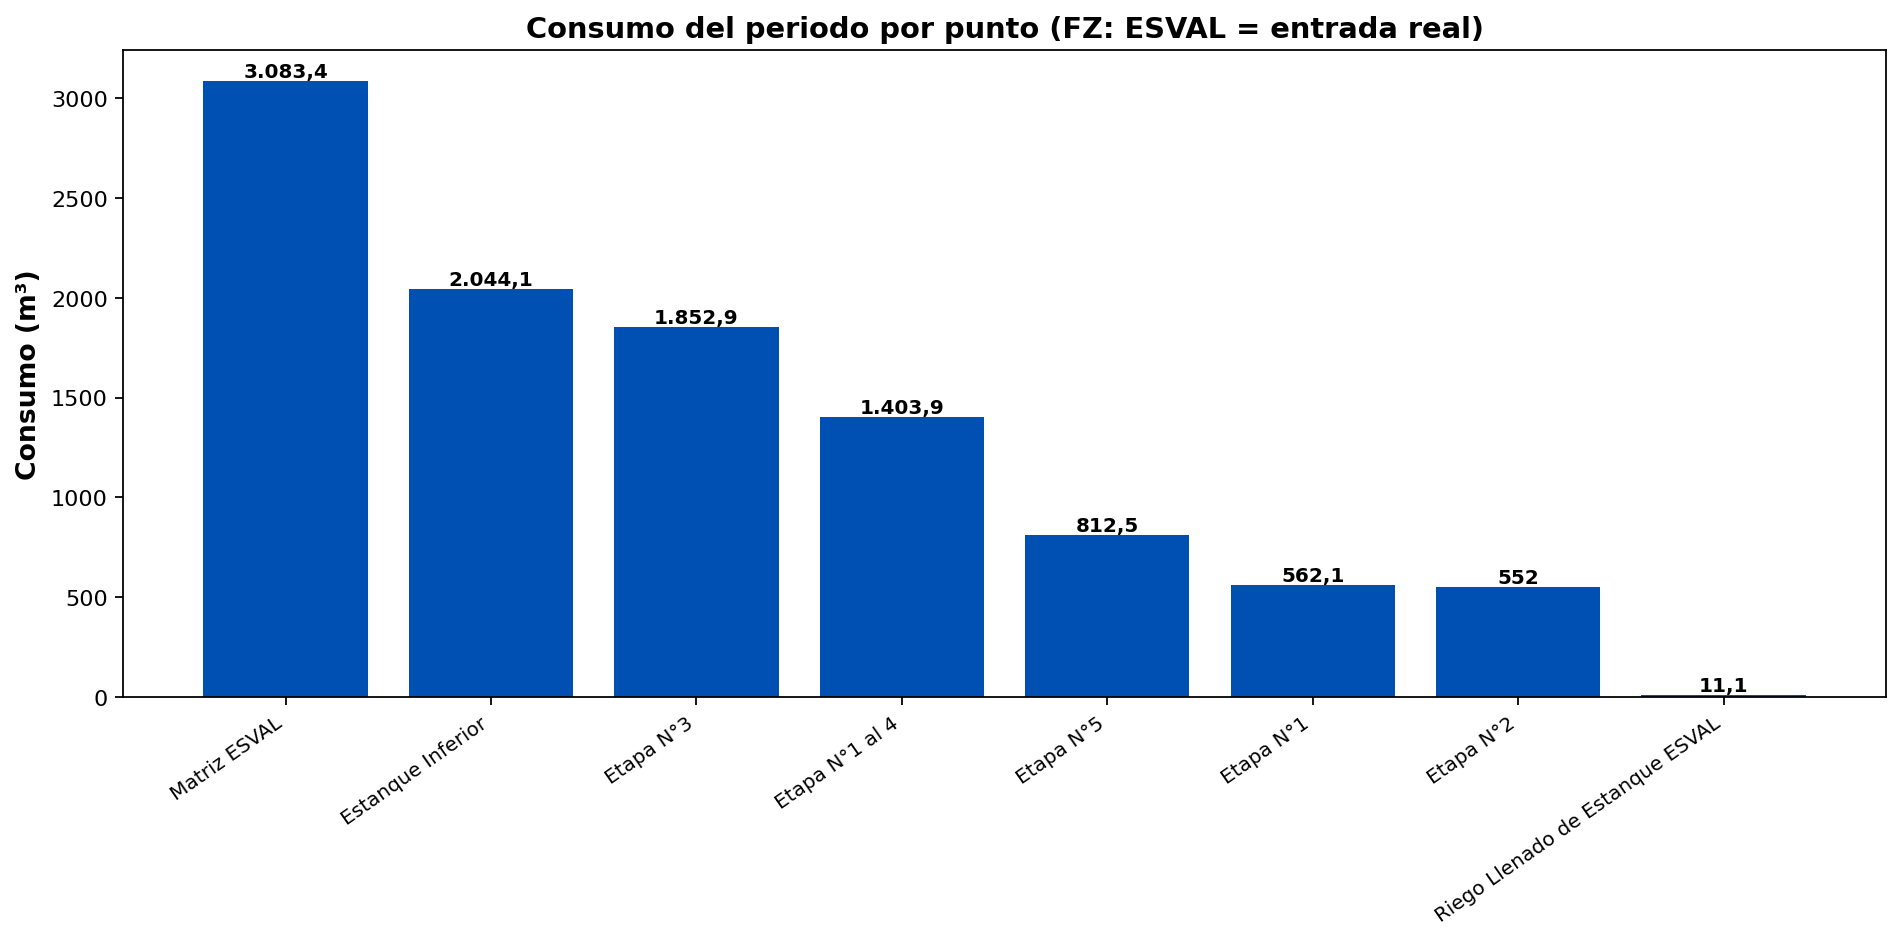 Consumo del periodo por punto (FZ: ESVAL = entrada real)
Consumo (m³)
3000
2500
2000
1500
1000
500
0
3.083,4
2.044,1
1.852,9
1.403,9
812,5
562,1
552
11,1
Matriz ESVAL
Estanque Inferior
Etapa N°3
Etapa N°1 al 4
Etapa N°5
Etapa N°1
Etapa N°2
Riego Llenado de Estanque ESVAL